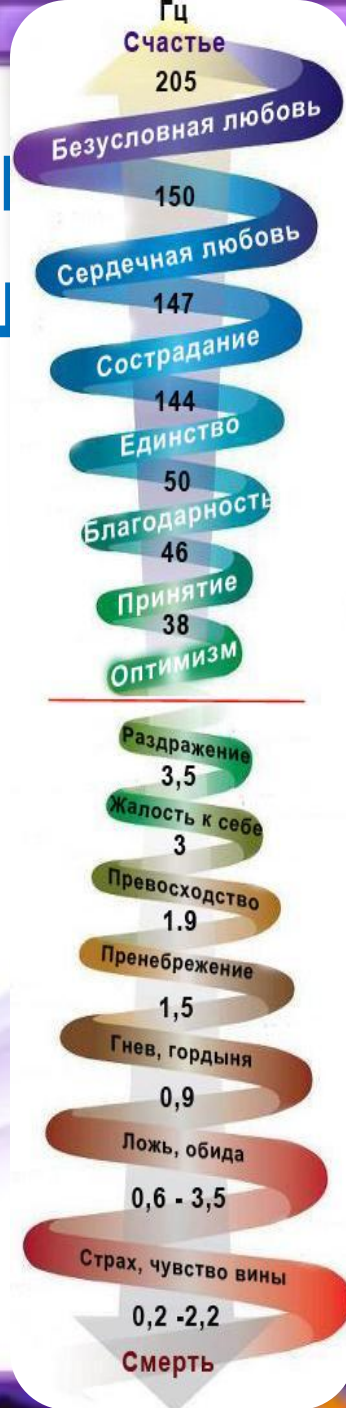 Гц
Счастье
205
Безусловная любовь
150
Сердечная любовь
147
Сострадание
144
Единство
50
Благодарность
46
Принятие
38
Оптимизм
Раздражение
3,5
Жалость к себе
3
Превосходство
1.9
Пренебрежение
1,5
Гнев, гордыня
0,9
Ложь, обида
0,6 - 3,5
Страх, чувство вины
0,2 -2,2
Смерть